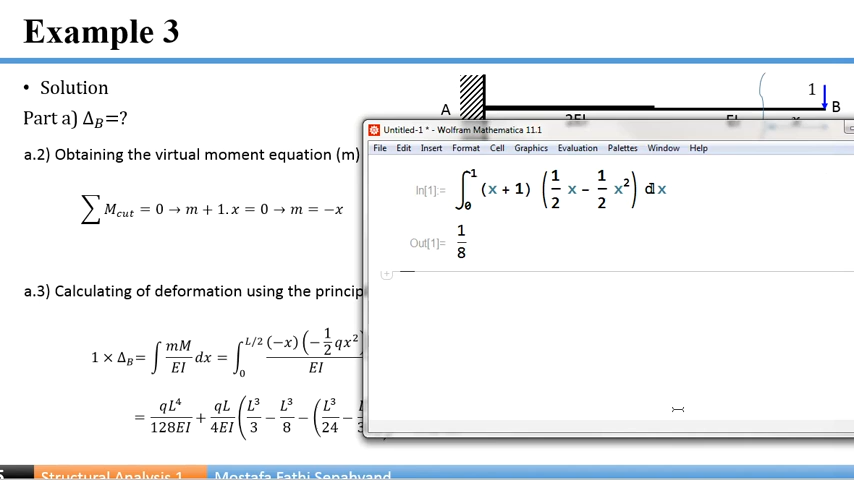 Example 3
• Solution
Part a) Δ_B=?
1
A
B
2EI
EI
x
a.2) Obtaining the virtual moment equation (m)
∑ M_cut = 0 → m + 1.x = 0 → m = −x
a.3) Calculating of deformation using the princip
1 × Δ_B = ∫ mM/EI dx = ∫_0^{L/2} (−x)(−1/2 qx²)/EI
= qL⁴/128EI + qL/4EI (L³/3 − L³/8 − (L³/24 −
Untitled-1 * - Wolfram Mathematica 11.1
File Edit Insert Format Cell Graphics Evaluation Palettes Window Help
In[1]:= ∫_0^1 (x + 1) (1/2 x − 1/2 x²) ⅆx
Out[1]= 1/8
5 Structural Analysis 1 Mostafa Fathi Sepahvand